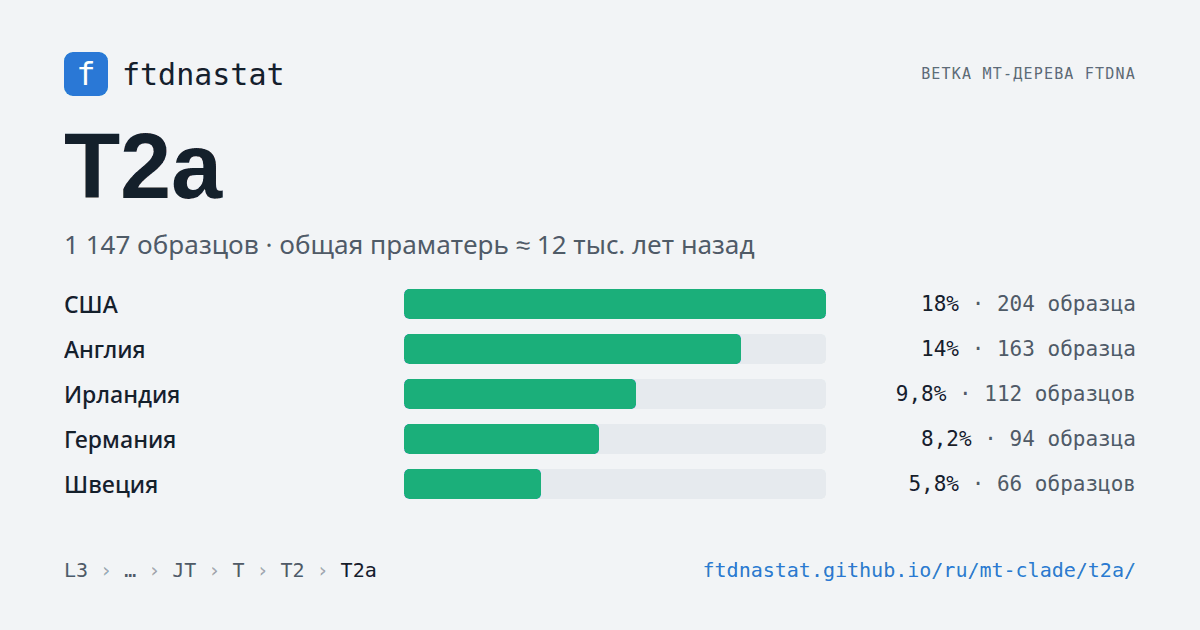 f ftdnastat
ВЕТКА МТ-ДЕРЕВА FTDNA
T2a
1 147 образцов · общая праматерь ≈ 12 тыс. лет назад
США 18% · 204 образца
Англия 14% · 163 образца
Ирландия 9,8% · 112 образцов
Германия 8,2% · 94 образца
Швеция 5,8% · 66 образцов
L3 › … › JT › T › T2 › T2a
ftdnastat.github.io/ru/mt-clade/t2a/